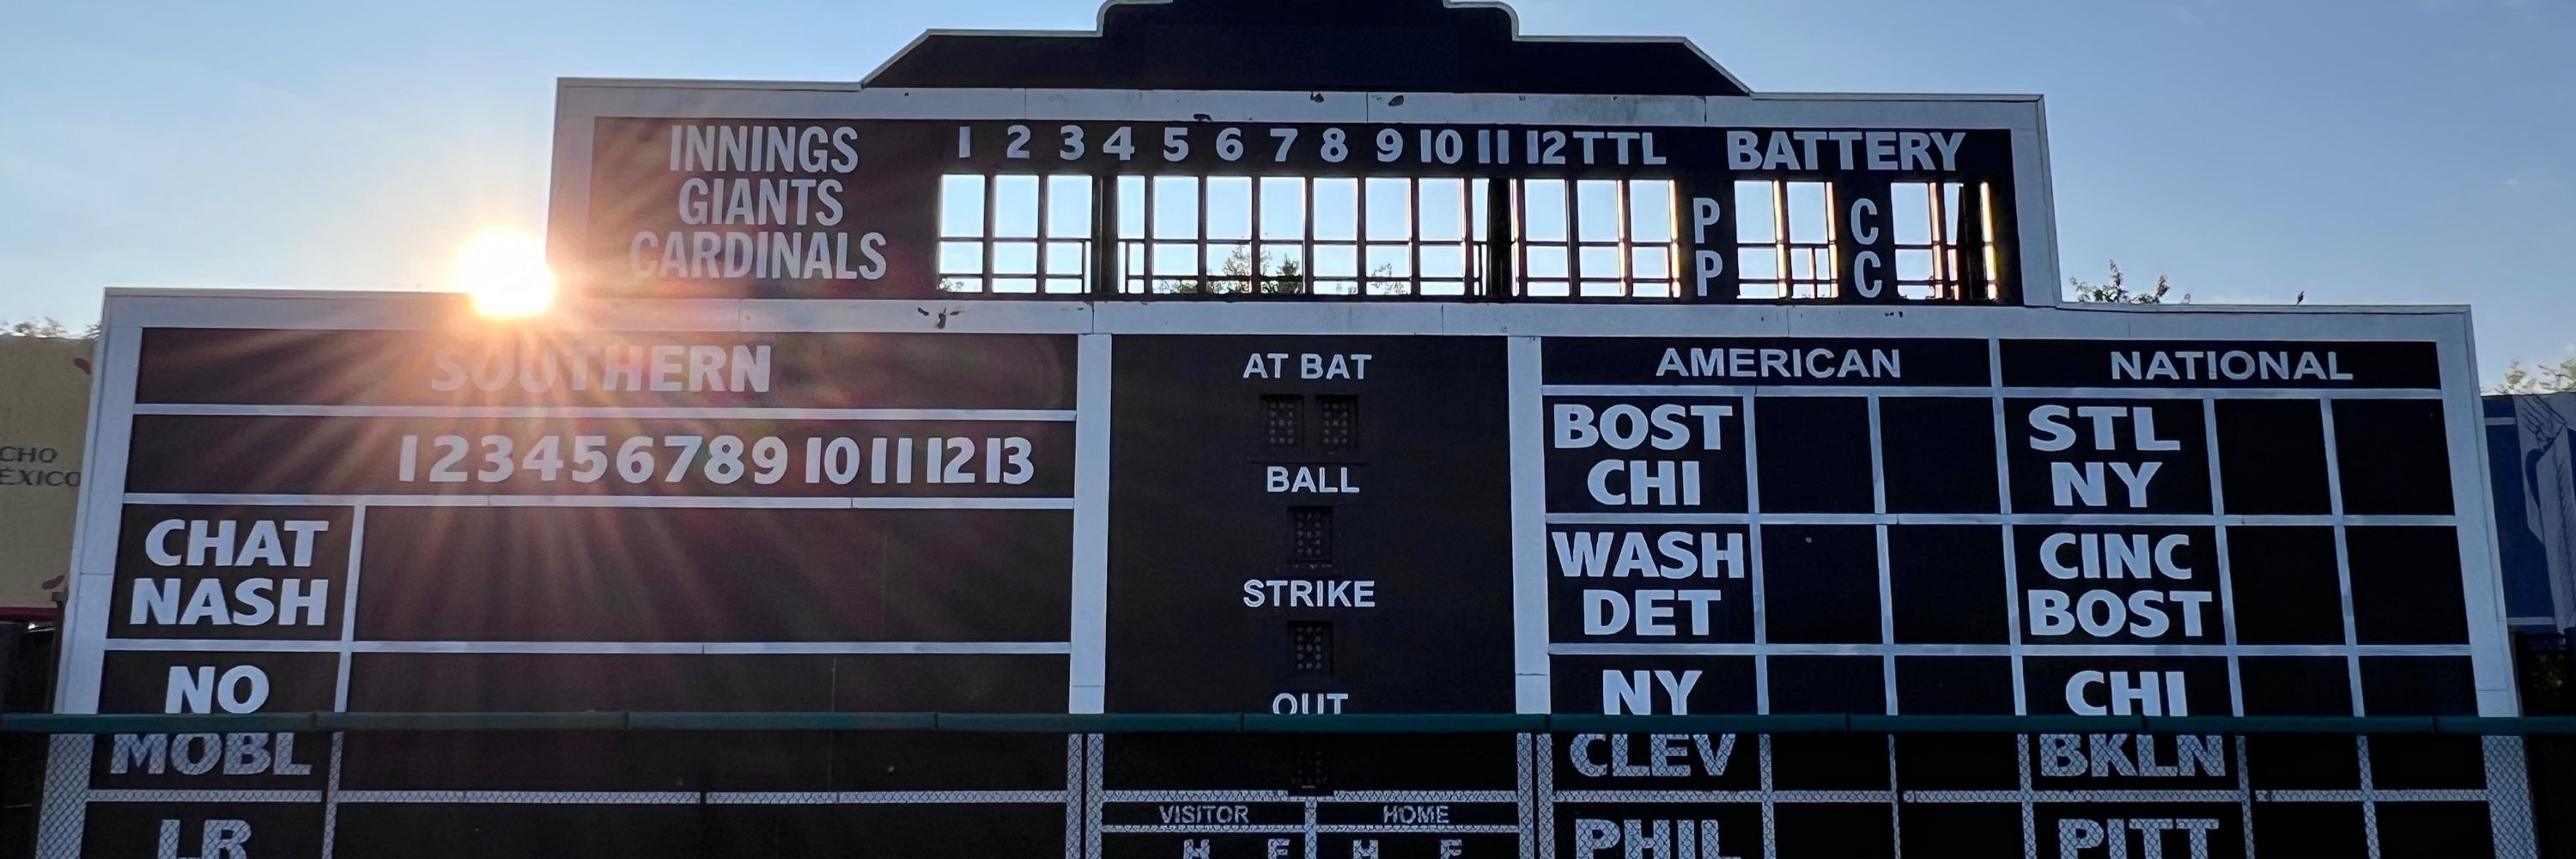 INNINGS 1 2 3 4 5 6 7 8 9 10 11 12 TTL BATTERY
GIANTS P C
CARDINALS P C
SOUTHERN
1 2 3 4 5 6 7 8 9 10 11 12 13
CHAT
NASH
NO
MOBL
LR
AT BAT
BALL
STRIKE
OUT
VISITOR HOME
H E H E
AMERICAN
BOST
CHI
WASH
DET
NY
CLEV
PHIL
NATIONAL
STL
NY
CINC
BOST
CHI
BKLN
PITT
CHO
ÉXICO